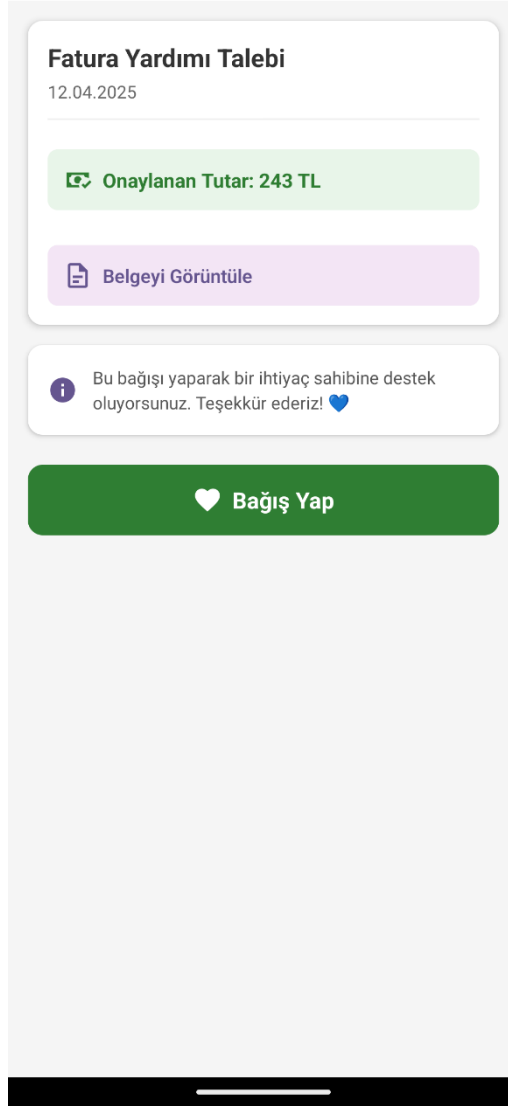 Fatura Yardımı Talebi
12.04.2025
Onaylanan Tutar: 243 TL
Belgeyi Görüntüle
Bu bağışı yaparak bir ihtiyaç sahibine destek
oluyorsunuz. Teşekkür ederiz! 💙
Bağış Yap